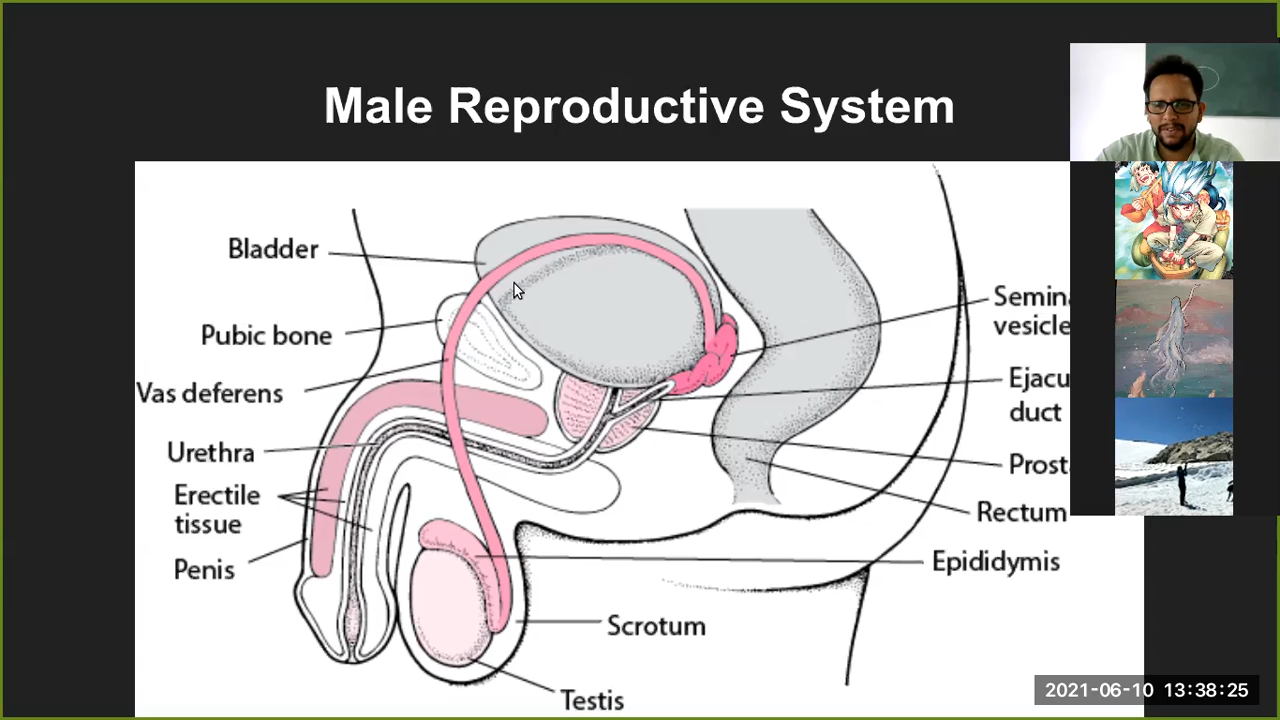 Male Reproductive System
Bladder
Pubic bone
Vas deferens
Urethra
Erectile
tissue
Penis
Semin
vesicle
Ejacu
duct
Prost
Rectum
Epididymis
Scrotum
Testis
2021-06-10 13:38:25